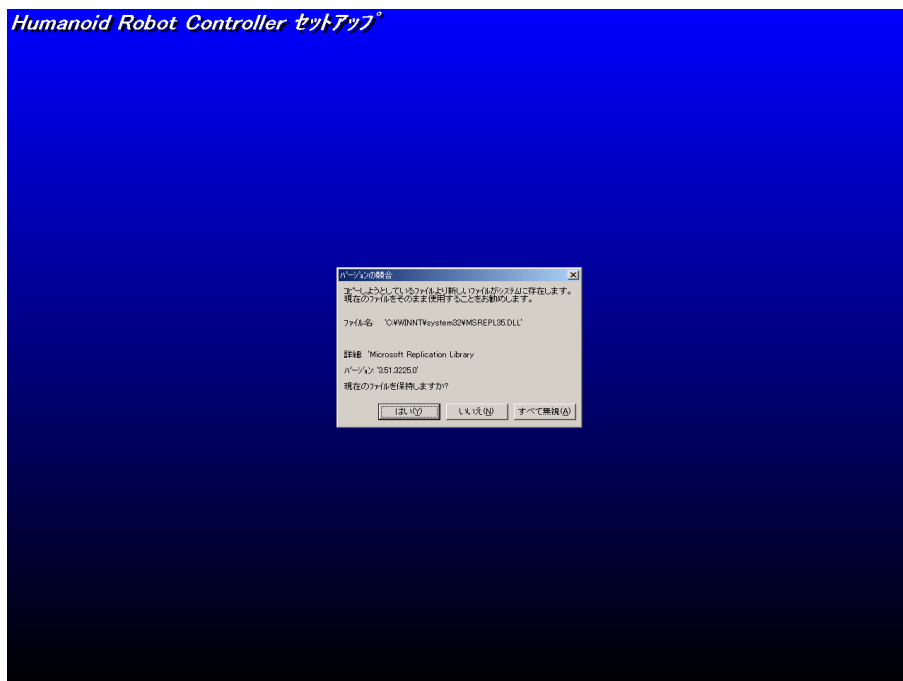 Humanoid Robot Controller ｾｯﾄｱｯﾌﾟ
ﾊﾞｰｼﾞｮﾝの競合
ｺﾋﾟｰしようとしているﾌｧｲﾙより新しいﾌｧｲﾙがｼｽﾃﾑに存在します。
現在のﾌｧｲﾙをそのまま使用することをお勧めします。
ﾌｧｲﾙ名: 'C:¥WINNT¥system32¥MSREPL35.DLL'
詳細: 'Microsoft Replication Library
ﾊﾞｰｼﾞｮﾝ: '3.51.3225.0'
現在のﾌｧｲﾙを保持しますか?
はい(Y) いいえ(N) すべて無視(A)